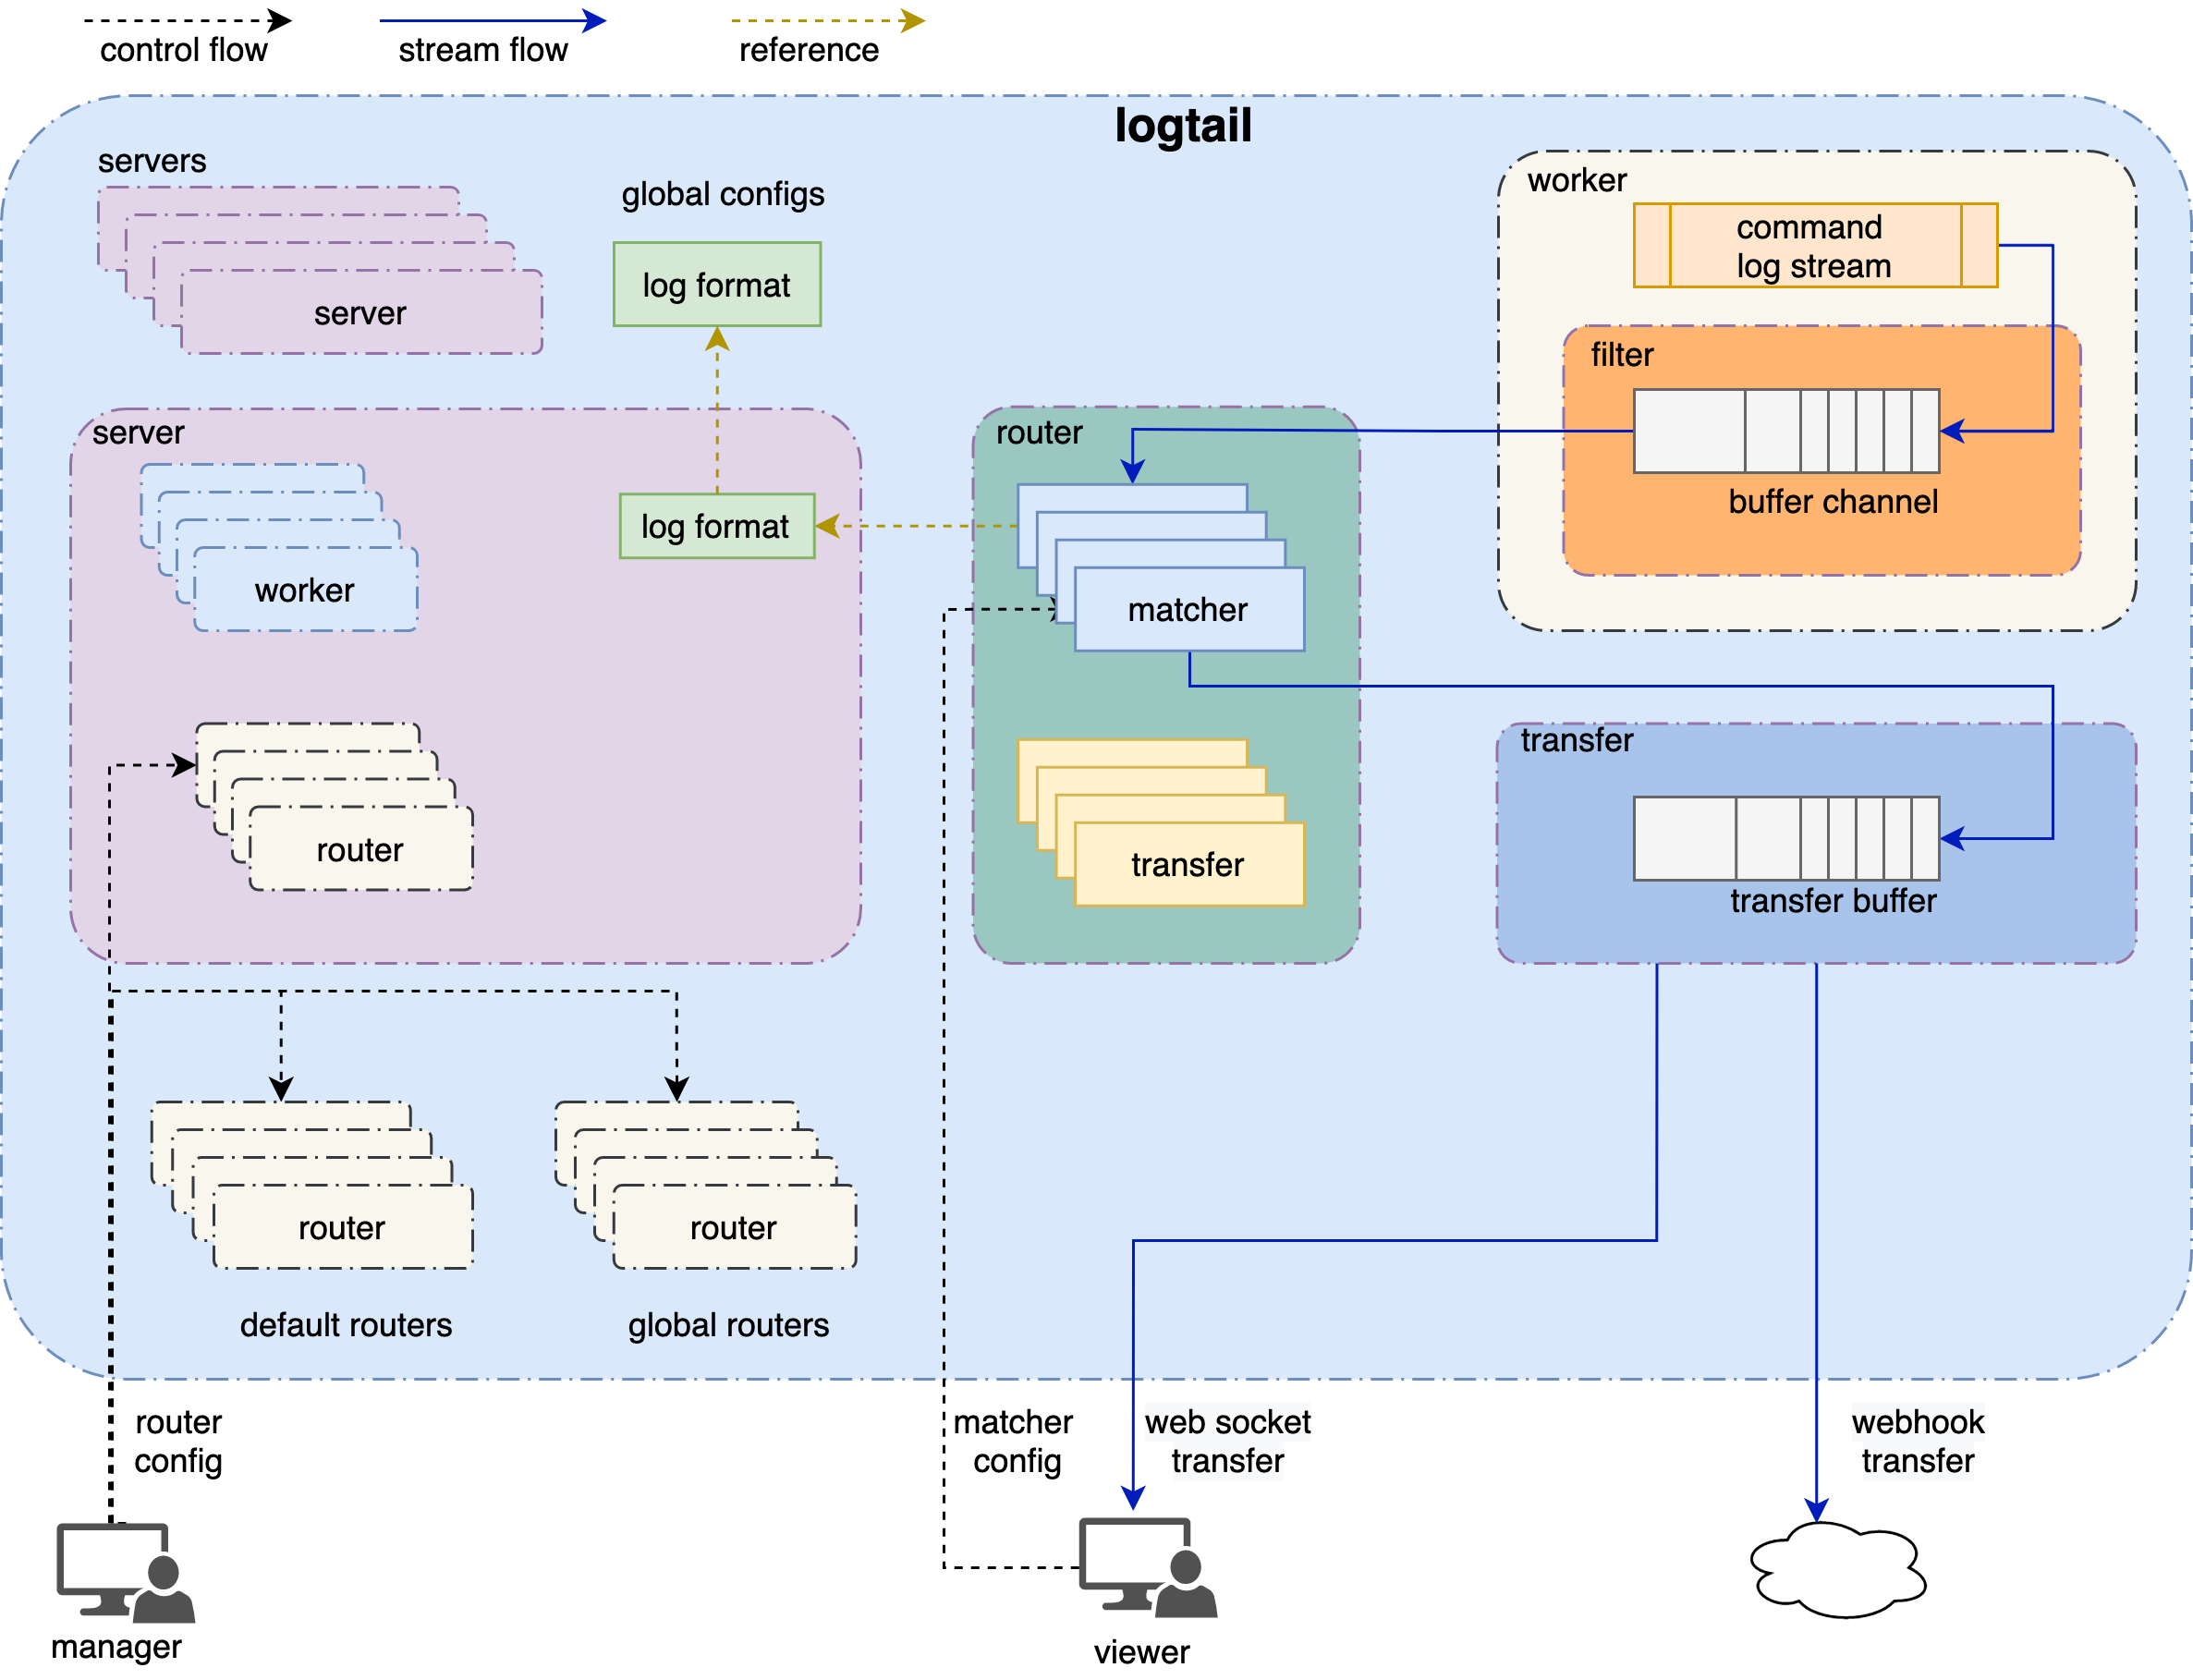 control flow
stream flow
reference
logtail
servers
server
global configs
log format
worker
command
log stream
filter
buffer channel
server
worker
log format
router
router
matcher
transfer
transfer
transfer buffer
router
default routers
router
global routers
router
config
matcher
config
web socket
transfer
webhook
transfer
manager
viewer